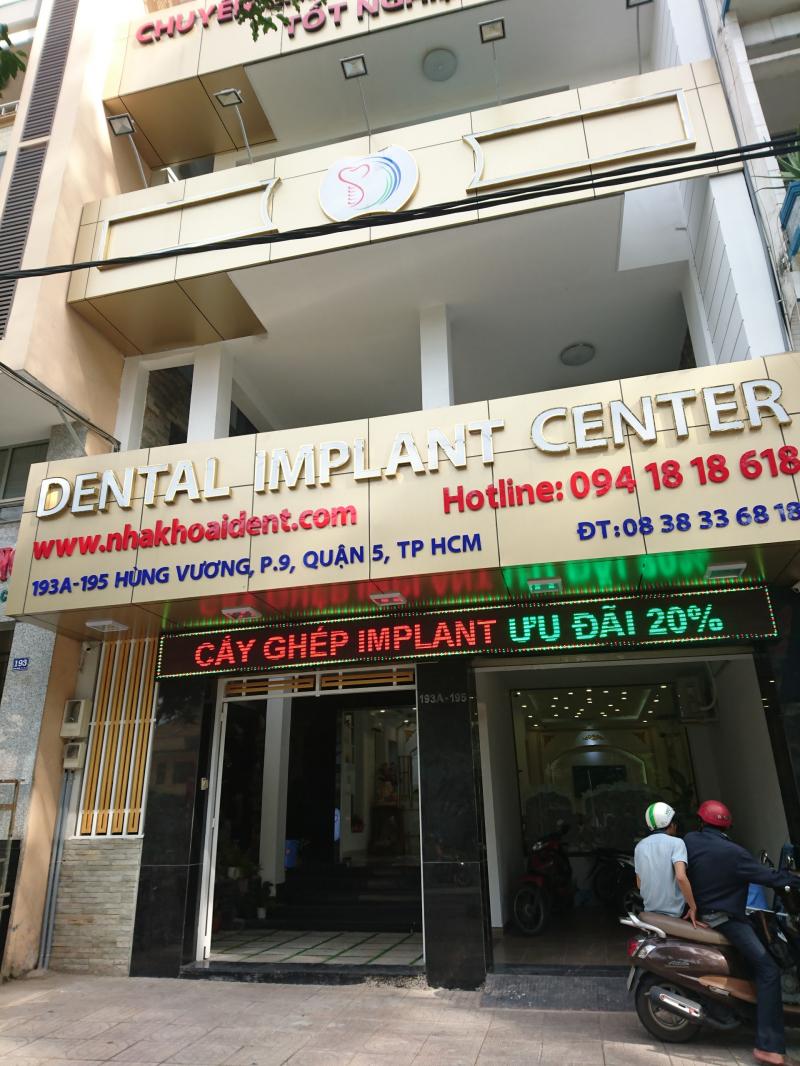 CHUYÊN
TỐT NGHI
DENTAL IMPLANT CENTER
www.nhakhoaident.com
Hotline: 094 18 18 618
193A-195 HÙNG VƯƠNG, P.9, QUẬN 5, TP HCM
ĐT: 08 38 33 68 18
CẤY GHÉP IMPLANT ƯU ĐÃI 20%
193A-195
193